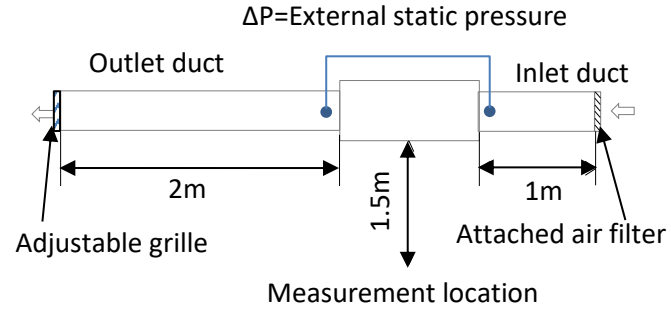 ΔP=External static pressure
Outlet duct
Inlet duct
2m
1.5m
1m
Adjustable grille
Attached air filter
Measurement location